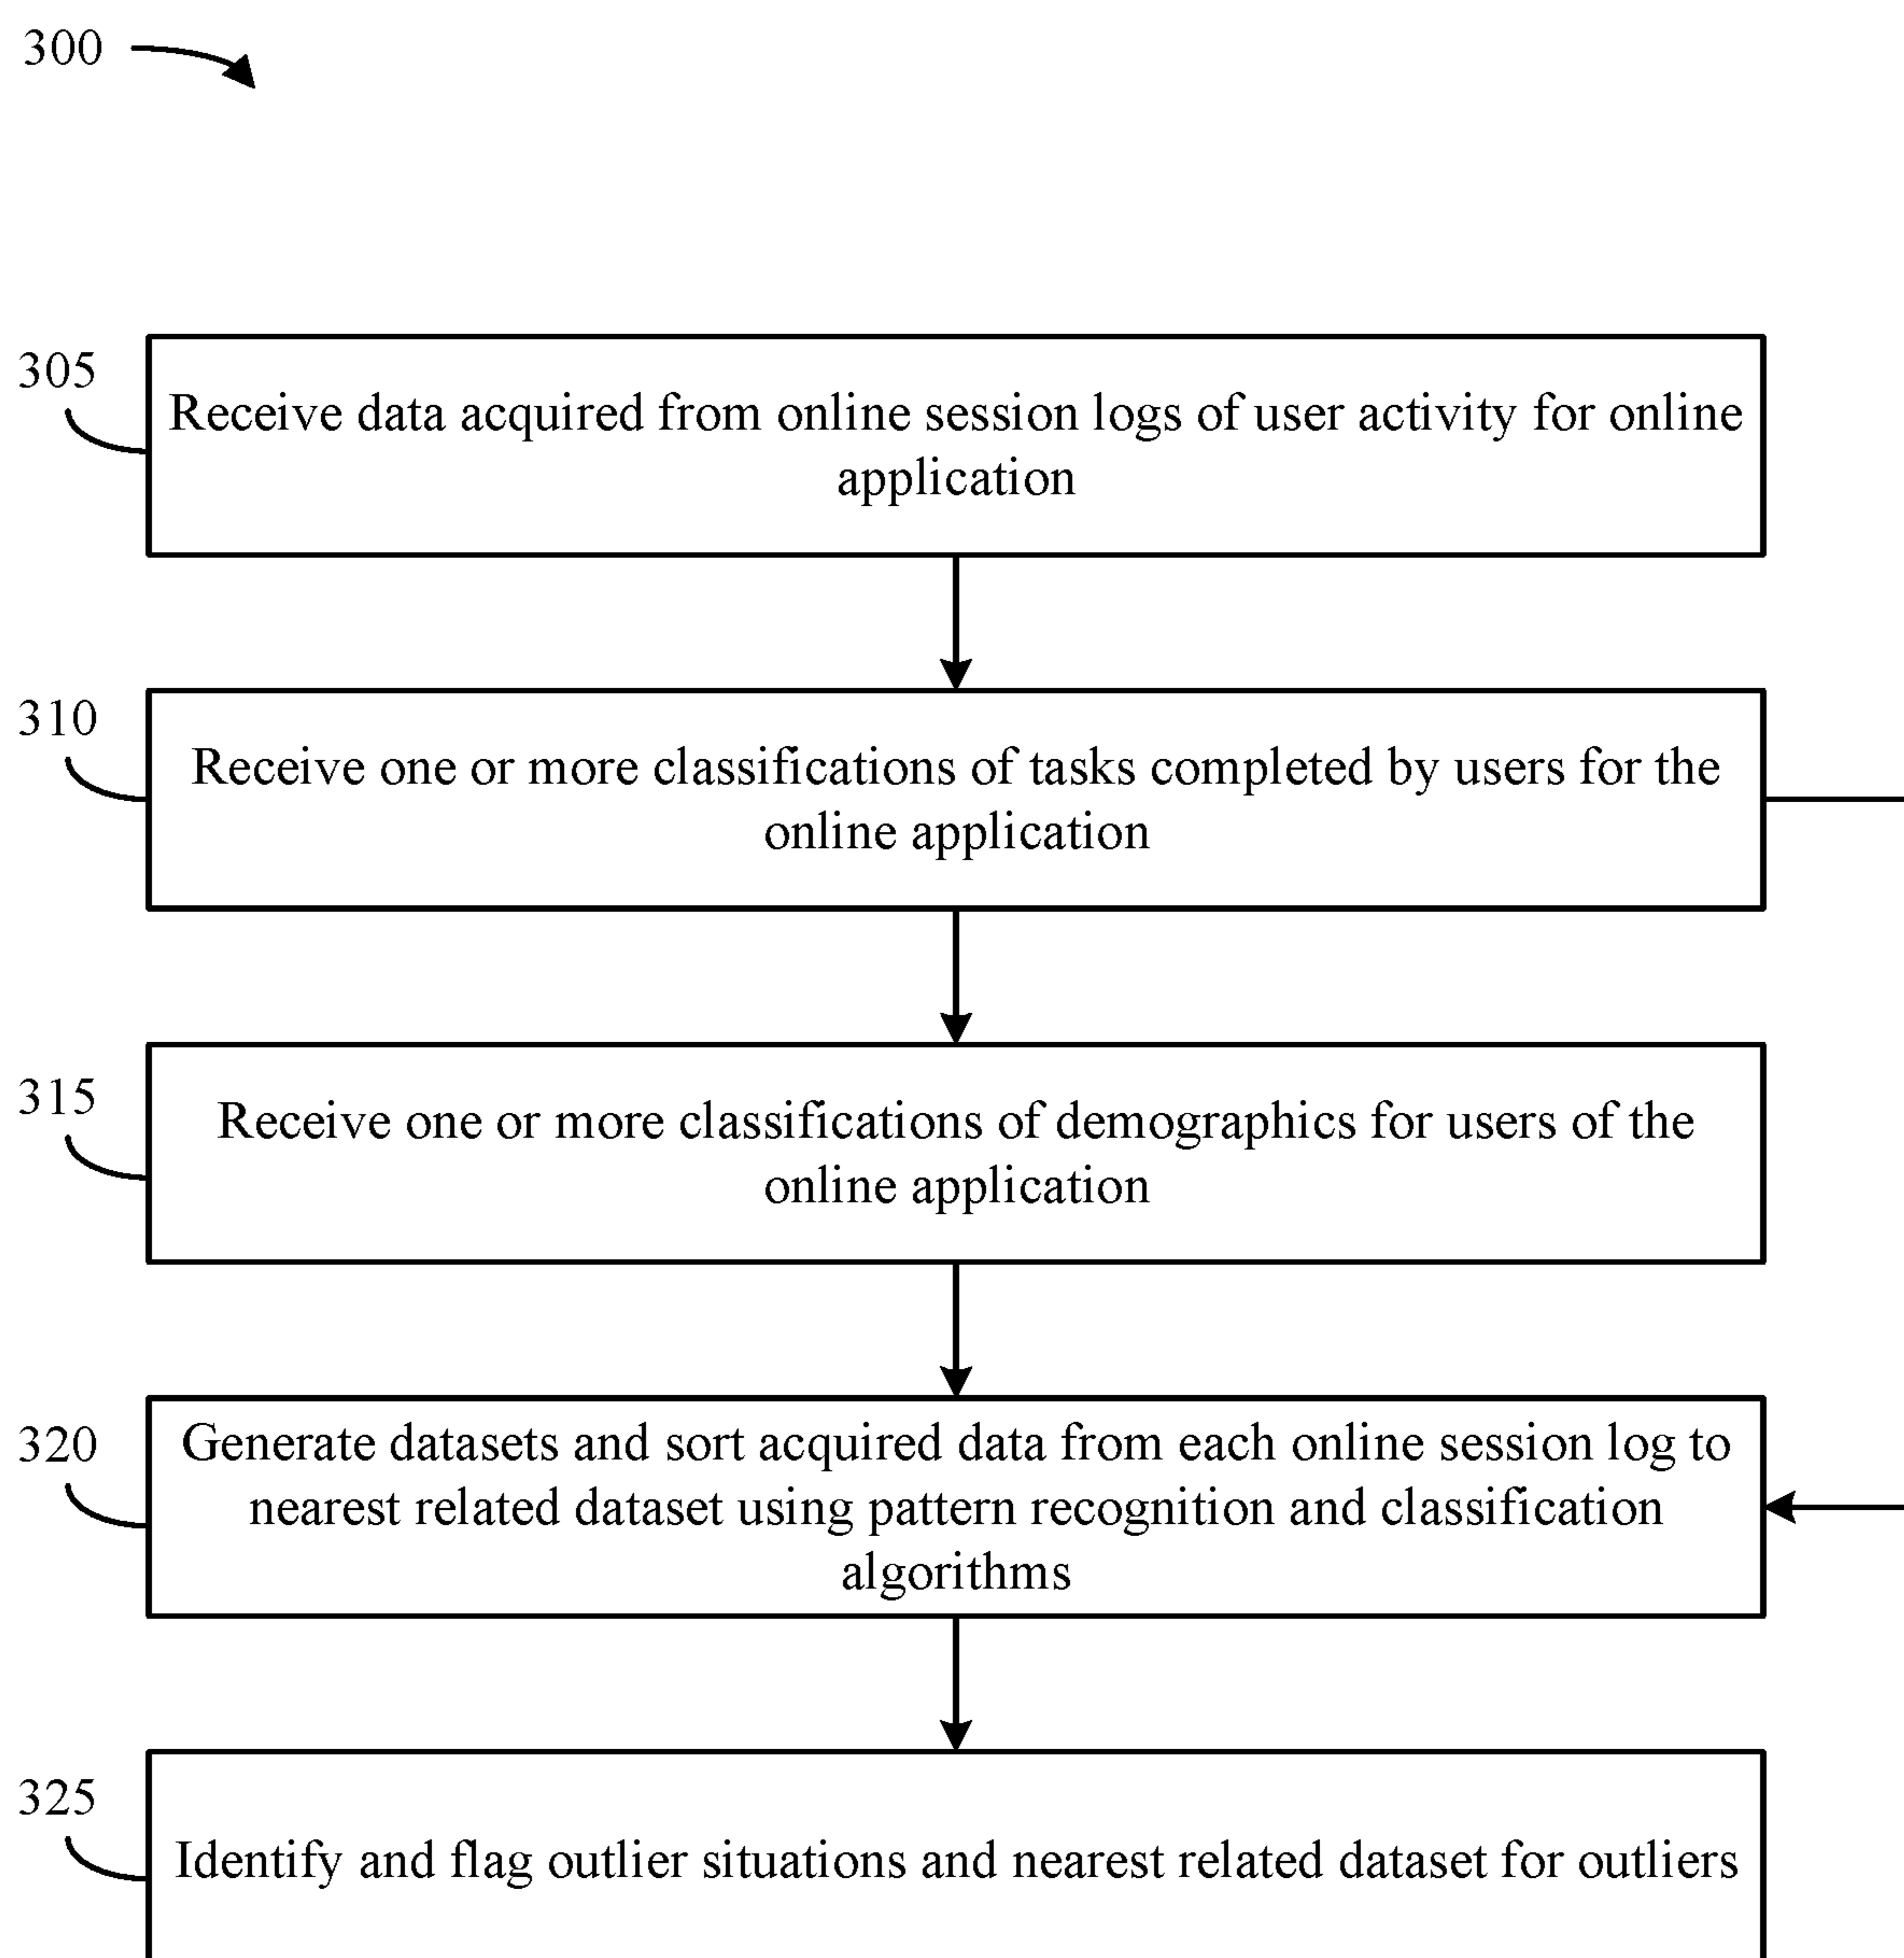 300
305
Receive data acquired from online session logs of user activity for online
application
310
Receive one or more classifications of tasks completed by users for the
online application
315
Receive one or more classifications of demographics for users of the
online application
320
Generate datasets and sort acquired data from each online session log to
nearest related dataset using pattern recognition and classification
algorithms
325
Identify and flag outlier situations and nearest related dataset for outliers